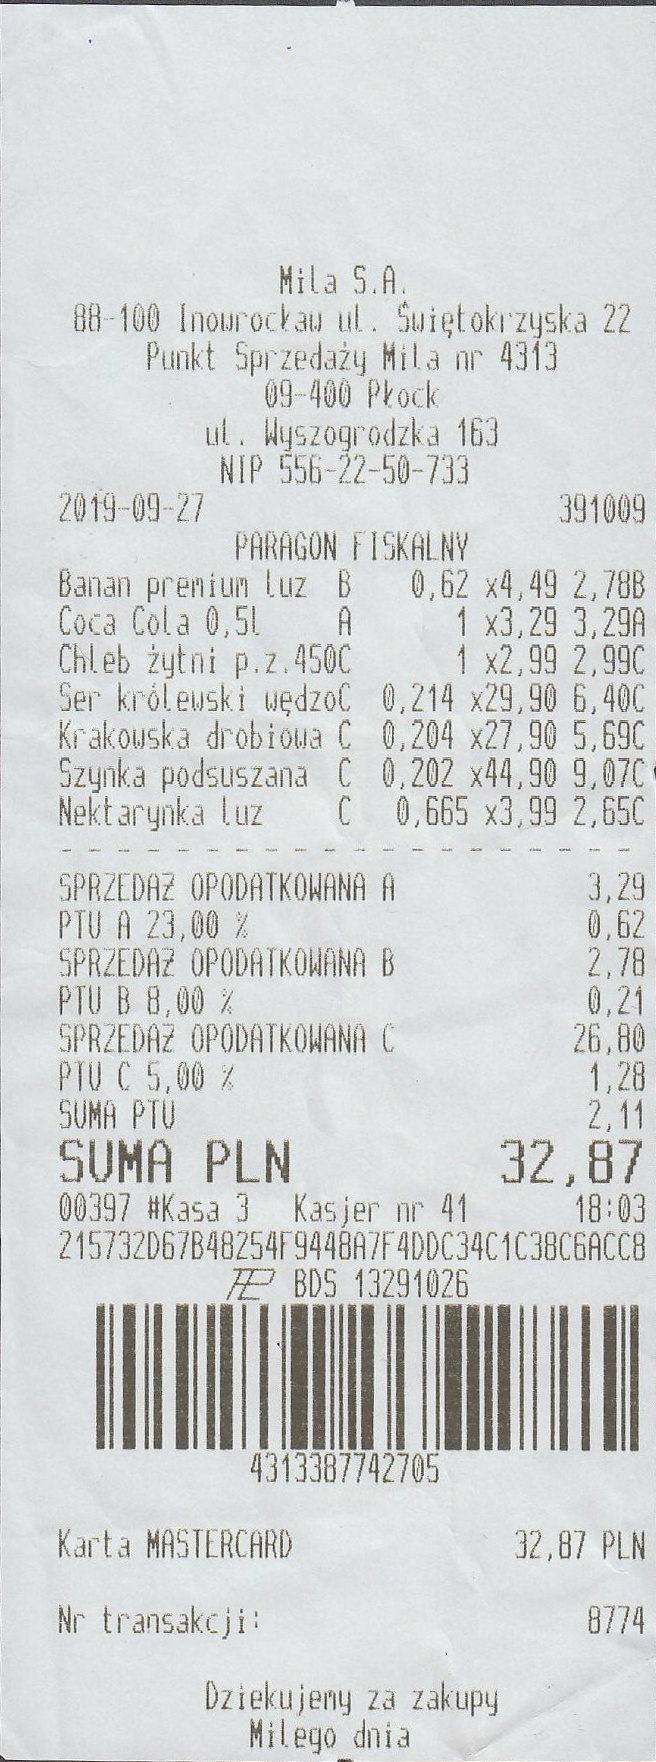 Mila S.A.
88-100 Inowrocław ul. Świętokrzyska 22
Punkt Sprzedaży Mila nr 4313
09-400 Płock
ul. Wyszogrodzka 163
NIP 556-22-50-733
2019-09-27 391009
PARAGON FISKALNY
Banan premium luz B 0,62 x4,49 2,78B
Coca Cola 0,5l A 1 x3,29 3,29A
Chleb żytni p.z.450C 1 x2,99 2,99C
Ser królewski wędzoC 0,214 x29,90 6,40C
Krakowska drobiowa C 0,204 x27,90 5,69C
Szynka podsuszana C 0,202 x44,90 9,07C
Nektarynka luz C 0,665 x3,99 2,65C
SPRZEDAŻ OPODATKOWANA A 3,29
PTU A 23,00 % 0,62
SPRZEDAŻ OPODATKOWANA B 2,78
PTU B 8,00 % 0,21
SPRZEDAŻ OPODATKOWANA C 26,80
PTU C 5,00 % 1,28
SUMA PTU 2,11
SUMA PLN 32,87
00397 #Kasa 3 Kasjer nr 41 18:03
215732D67B48254F9448A7F4DDC34C1C38C6ACC8
BDS 13291026
4313387742705
Karta MASTERCARD 32,87 PLN
Nr transakcji: 8774
Dziekujemy za zakupy
Milego dnia